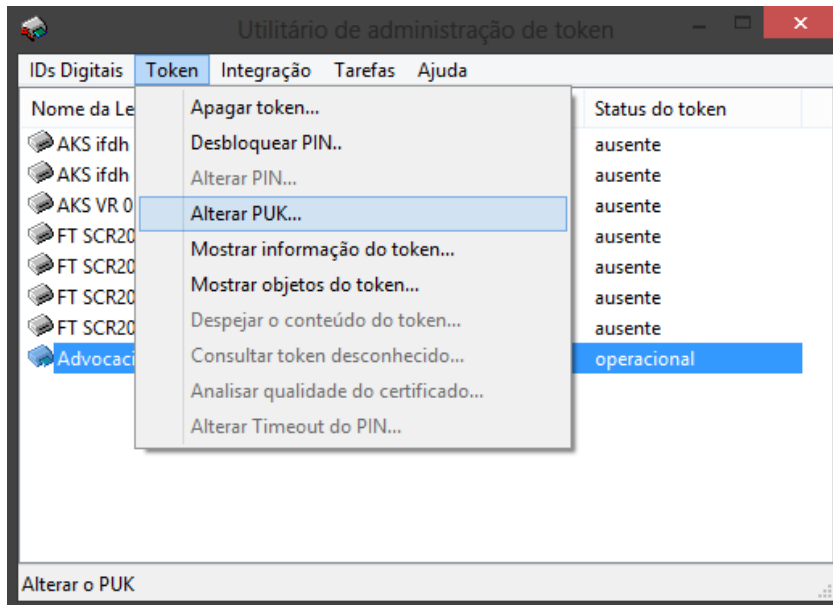 Utilitário de administração de token
IDs Digitais Token Integração Tarefas Ajuda
Nome da Le
Status do token
AKS ifdh
ausente
AKS ifdh
ausente
AKS VR 0
ausente
FT SCR20
ausente
FT SCR20
ausente
FT SCR20
ausente
FT SCR20
ausente
Advocaci
operacional
Apagar token...
Desbloquear PIN..
Alterar PIN...
Alterar PUK...
Mostrar informação do token...
Mostrar objetos do token...
Despejar o conteúdo do token...
Consultar token desconhecido...
Analisar qualidade do certificado...
Alterar Timeout do PIN...
Alterar o PUK